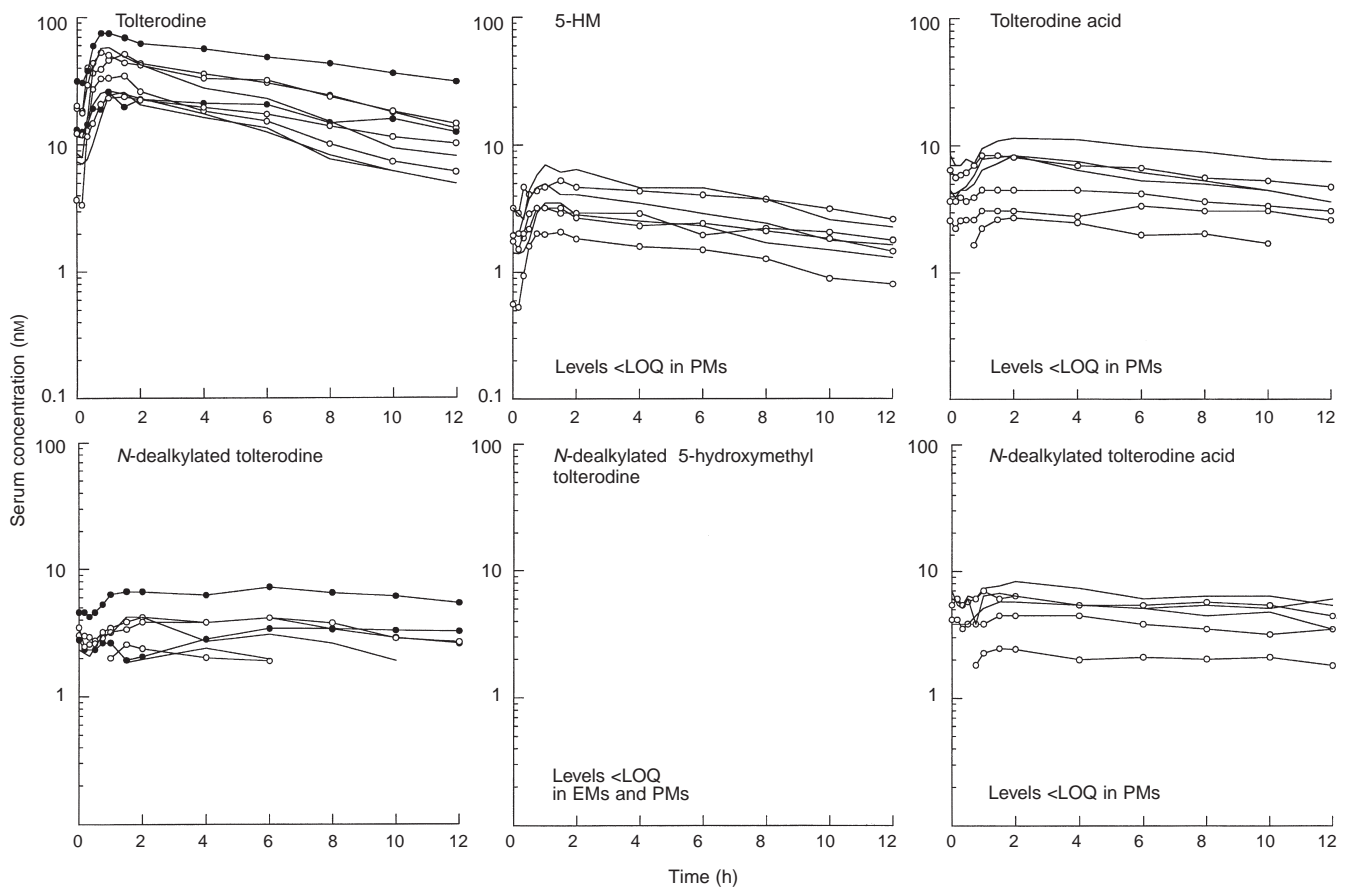 Tolterodine
100
10
1
0.1
0 2 4 6 8 10 12
5-HM
100
10
1
0.1
Levels <LOQ in PMs
0 2 4 6 8 10 12
Tolterodine acid
100
10
1
Levels <LOQ in PMs
0 2 4 6 8 10 12
Serum concentration (nM)
N-dealkylated tolterodine
100
10
1
0 2 4 6 8 10 12
N-dealkylated 5-hydroxymethyl
tolterodine
100
10
1
Levels <LOQ
in EMs and PMs
0 2 4 6 8 10 12
N-dealkylated tolterodine acid
100
10
1
Levels <LOQ in PMs
0 2 4 6 8 10 12
Time (h)